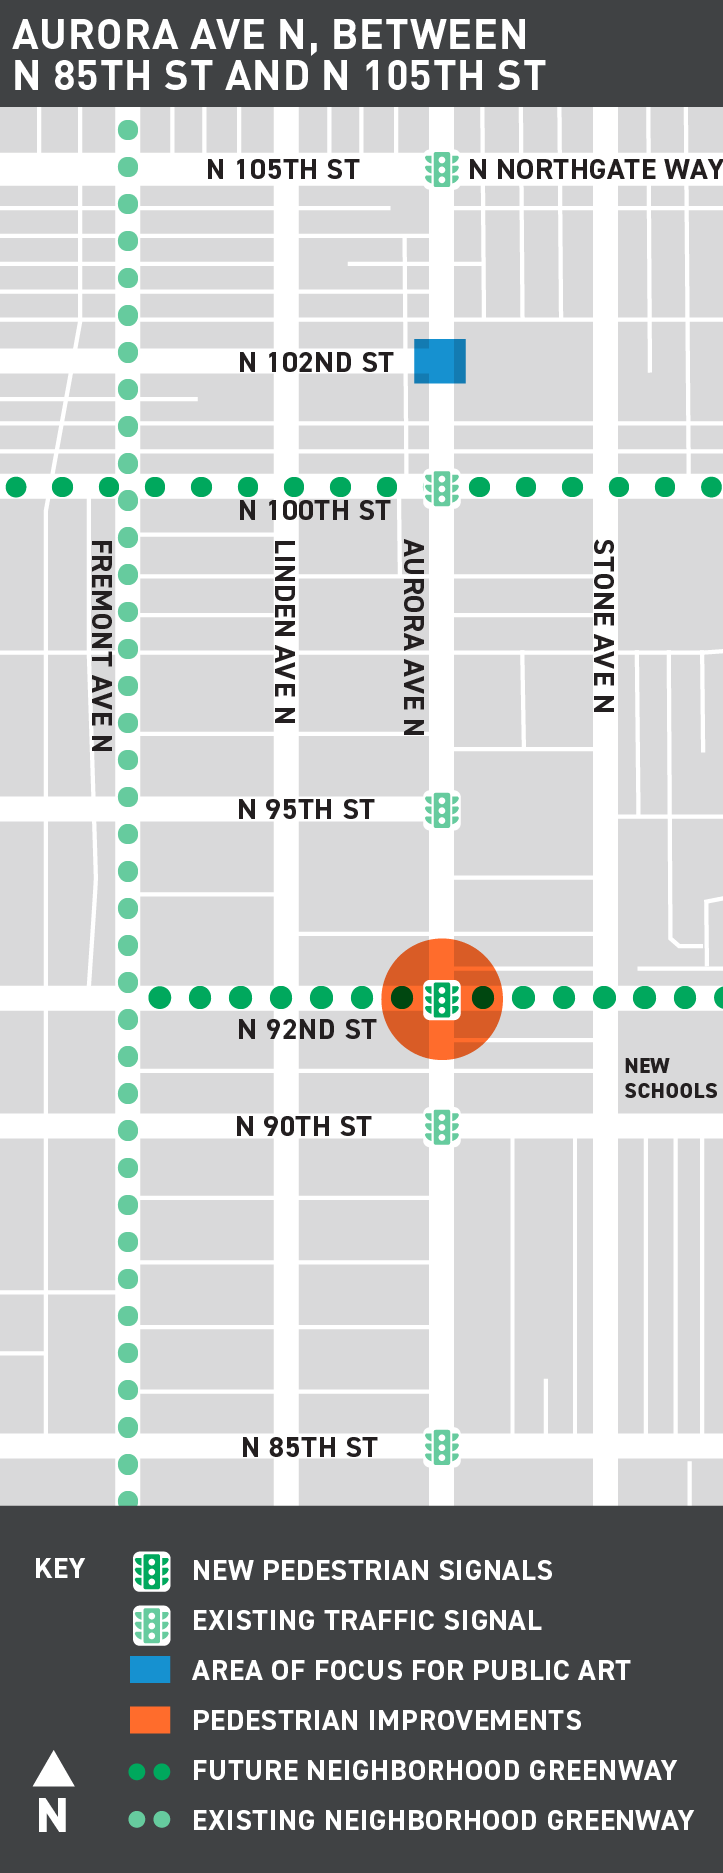 AURORA AVE N, BETWEEN
N 85TH ST AND N 105TH ST
N 105TH ST
N NORTHGATE WAY
N 102ND ST
N 100TH ST
FREMONT AVE N
LINDEN AVE N
AURORA AVE N
STONE AVE N
N 95TH ST
N 92ND ST
NEW
SCHOOLS
N 90TH ST
N 85TH ST
KEY
NEW PEDESTRIAN SIGNALS
EXISTING TRAFFIC SIGNAL
AREA OF FOCUS FOR PUBLIC ART
PEDESTRIAN IMPROVEMENTS
FUTURE NEIGHBORHOOD GREENWAY
EXISTING NEIGHBORHOOD GREENWAY
N